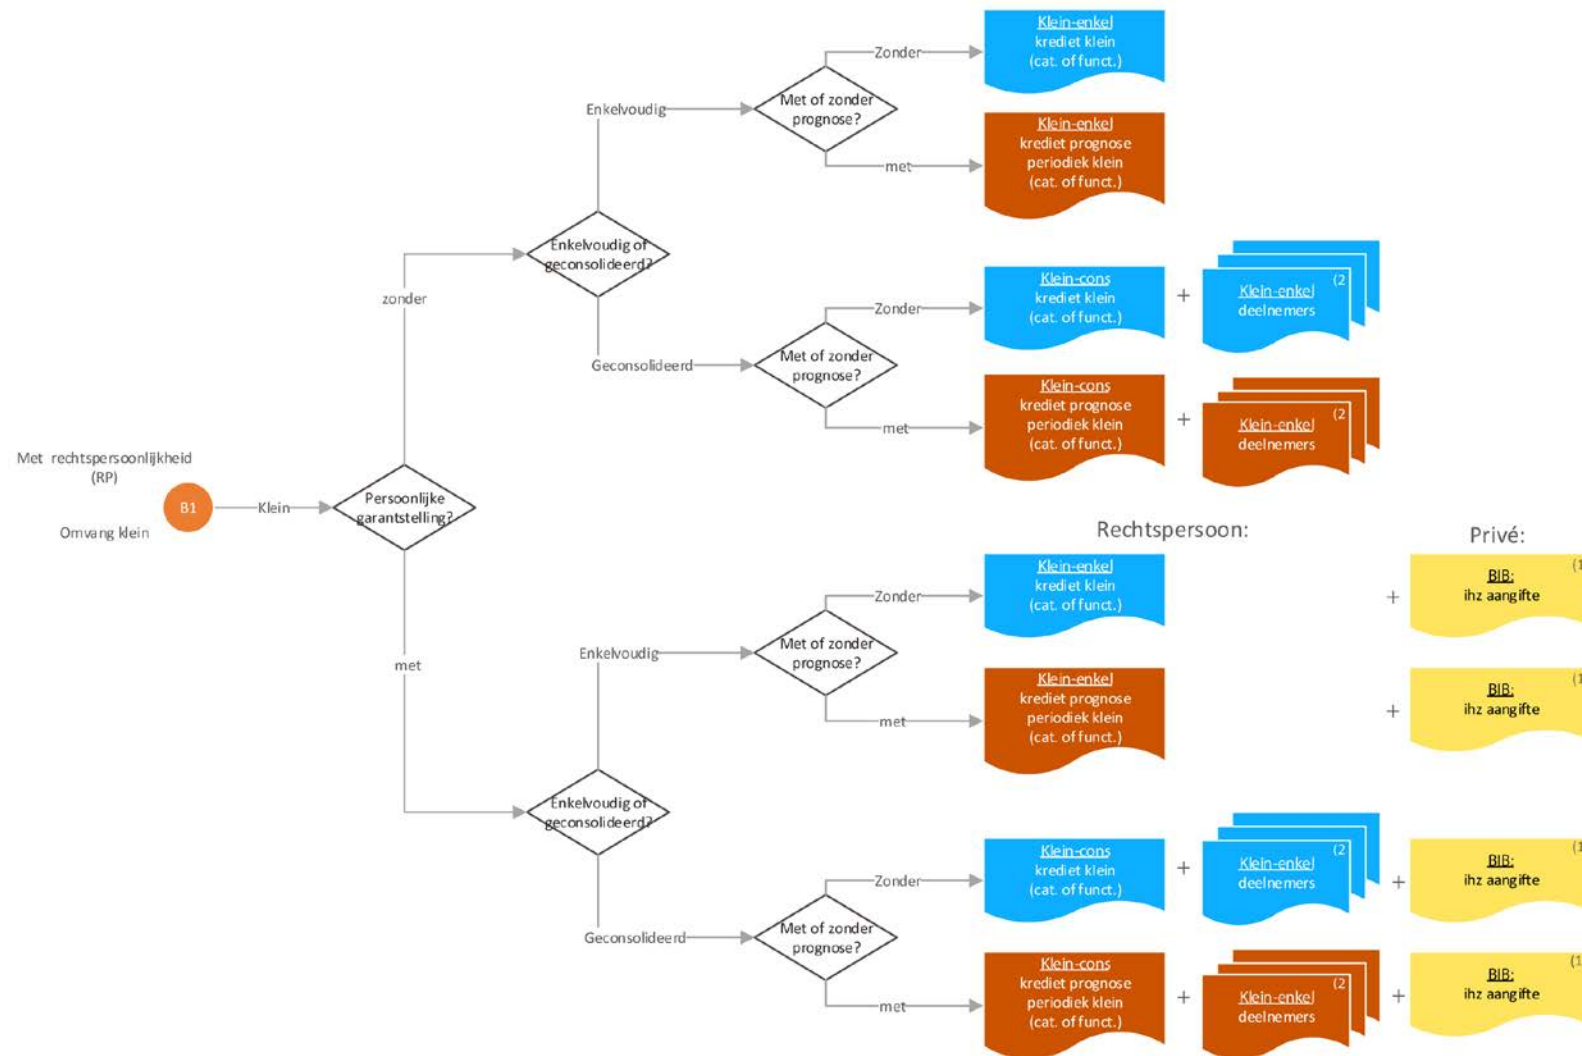 Klein-enkel
krediet klein
(cat. of funct.)
Zonder
Met of zonder
prognose?
Enkelvoudig
Klein-enkel
krediet prognose
periodiek klein
(cat. of funct.)
met
Enkelvoudig of
geconsolideerd?
zonder
Klein-cons
krediet klein
(cat. of funct.)
+
Klein-enkel (2
deelnemers
Zonder
Met of zonder
prognose?
Geconsolideerd
Klein-cons
krediet prognose
periodiek klein
(cat. of funct.)
+
Klein-enkel (2
deelnemers
met
Met rechtspersoonlijkheid
(RP)
B1
Klein
Omvang klein
Persoonlijke
garantstelling?
Rechtspersoon:
Privé:
Klein-enkel
krediet klein
(cat. of funct.)
+
BIB: (1
ihz aangifte
Zonder
Met of zonder
prognose?
Enkelvoudig
met
Klein-enkel
krediet prognose
periodiek klein
(cat. of funct.)
+
BIB: (1
ihz aangifte
met
Enkelvoudig of
geconsolideerd?
Klein-cons
krediet klein
(cat. of funct.)
+
Klein-enkel (2
deelnemers
+
BIB: (1
ihz aangifte
Zonder
Met of zonder
prognose?
Geconsolideerd
Klein-cons
krediet prognose
periodiek klein
(cat. of funct.)
+
Klein-enkel (2
deelnemers
+
BIB: (1
ihz aangifte
met